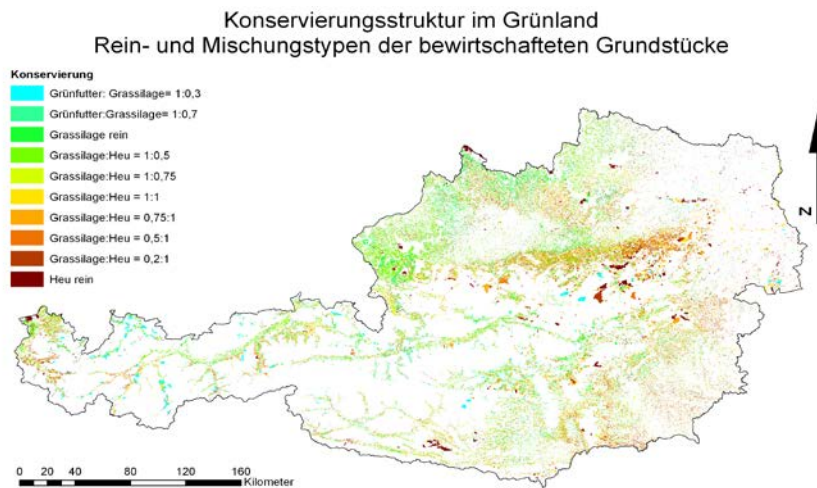 Konservierungsstruktur im Grünland
Rein- und Mischungstypen der bewirtschafteten Grundstücke
Konservierung
Grünfutter: Grassilage= 1:0,3
Grünfutter:Grassilage= 1:0,7
Grassilage rein
Grassilage:Heu = 1:0,5
Grassilage:Heu = 1:0,75
Grassilage:Heu = 1:1
Grassilage:Heu = 0,75:1
Grassilage:Heu = 0,5:1
Grassilage:Heu = 0,2:1
Heu rein
N
0 20 40 80 120 160
Kilometer